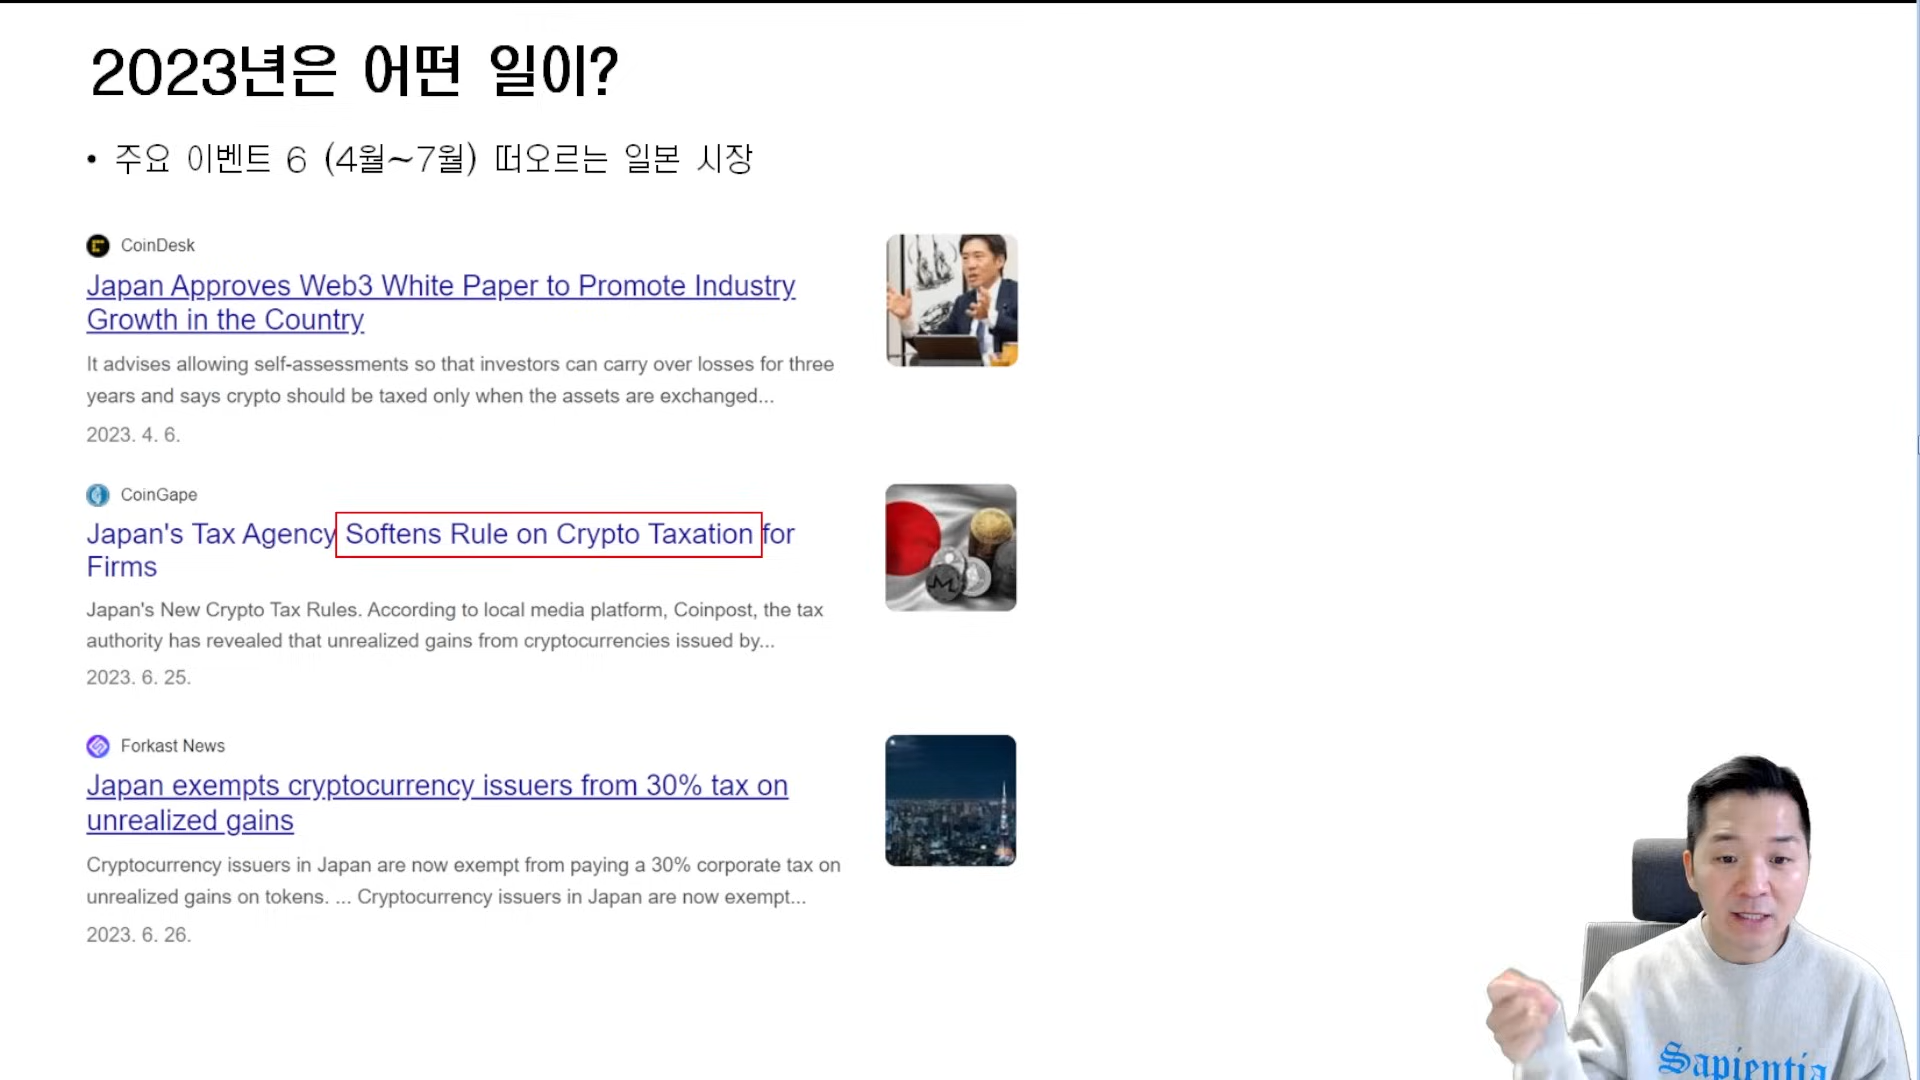 2023년은 어떤 일이?
• 주요 이벤트 6 (4월~7월) 떠오르는 일본 시장
CoinDesk
Japan Approves Web3 White Paper to Promote Industry
Growth in the Country
It advises allowing self-assessments so that investors can carry over losses for three
years and says crypto should be taxed only when the assets are exchanged...
2023. 4. 6.
CoinGape
Japan's Tax Agency Softens Rule on Crypto Taxation for
Firms
Japan's New Crypto Tax Rules. According to local media platform, Coinpost, the tax
authority has revealed that unrealized gains from cryptocurrencies issued by...
2023. 6. 25.
Forkast News
Japan exempts cryptocurrency issuers from 30% tax on
unrealized gains
Cryptocurrency issuers in Japan are now exempt from paying a 30% corporate tax on
unrealized gains on tokens. ... Cryptocurrency issuers in Japan are now exempt...
2023. 6. 26.
Sapientia